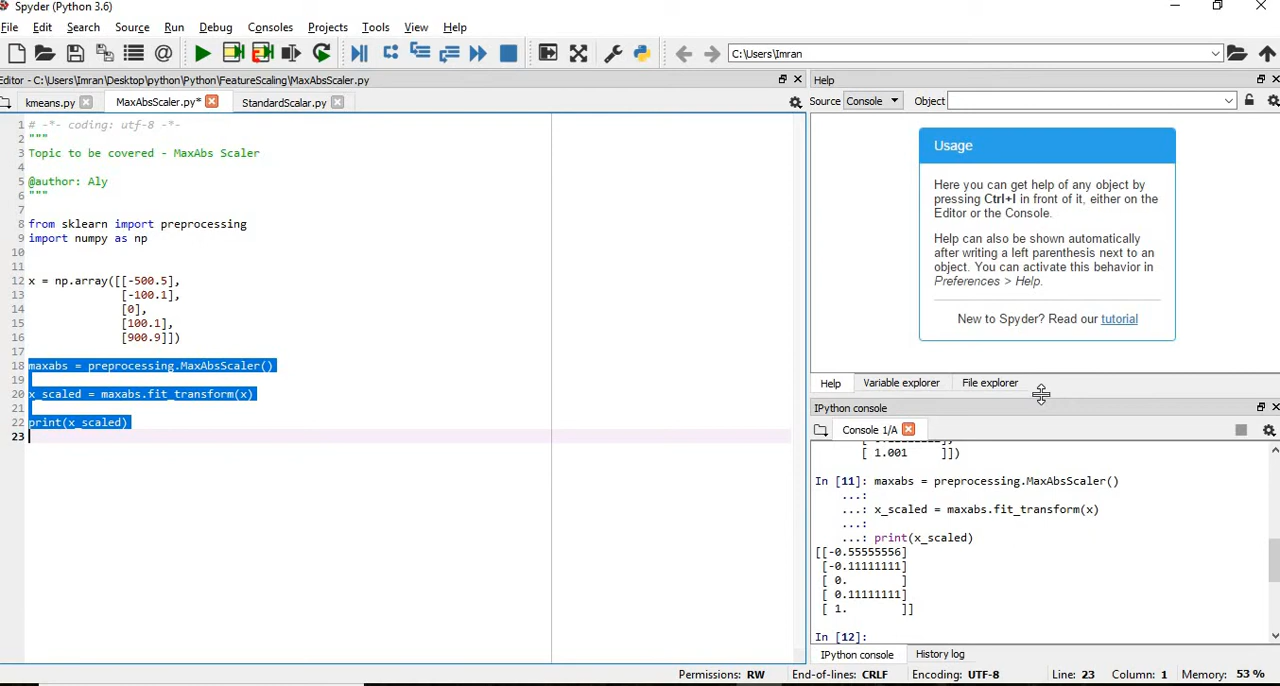 Spyder (Python 3.6)
File Edit Search Source Run Debug Consoles Projects Tools View Help
C:\Users\Imran
Editor - C:\Users\Imran\Desktop\python\Python\FeatureScaling\MaxAbsScaler.py
kmeans.py MaxAbsScaler.py* StandardScalar.py
1 # -*- coding: utf-8 -*-
2 """
3 Topic to be covered - MaxAbs Scaler
4
5 @author: Aly
6 """
7
8 from sklearn import preprocessing
9 import numpy as np
10
11
12 x = np.array([[-500.5],
13 [-100.1],
14 [0],
15 [100.1],
16 [900.9]])
17
18 maxabs = preprocessing.MaxAbsScaler()
19
20 x_scaled = maxabs.fit_transform(x)
21
22 print(x_scaled)
23
Help
Source Console Object
Usage
Here you can get help of any object by
pressing Ctrl+I in front of it, either on the
Editor or the Console.
Help can also be shown automatically
after writing a left parenthesis next to an
object. You can activate this behavior in
Preferences > Help.
New to Spyder? Read our tutorial
Help Variable explorer File explorer
IPython console
Console 1/A
[ 1.001 ]])
In [11]: maxabs = preprocessing.MaxAbsScaler()
...:
...: x_scaled = maxabs.fit_transform(x)
...:
...: print(x_scaled)
[[-0.55555556]
[-0.11111111]
[ 0. ]
[ 0.11111111]
[ 1. ]]
In [12]:
IPython console History log
Permissions: RW End-of-lines: CRLF Encoding: UTF-8 Line: 23 Column: 1 Memory: 53 %